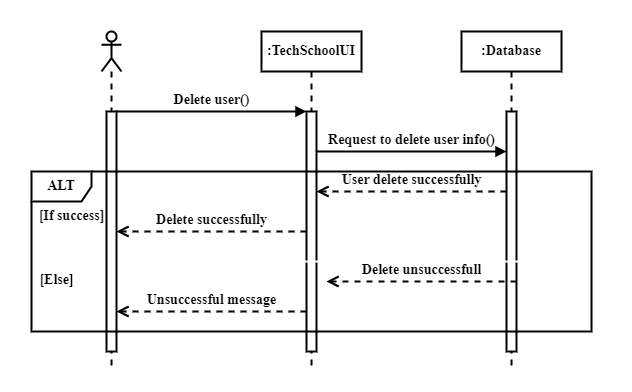 :TechSchoolUI
:Database
Delete user()
Request to delete user info()
ALT
User delete successfully
[If success]
Delete successfully
Delete unsuccessfull
[Else]
Unsuccessful message